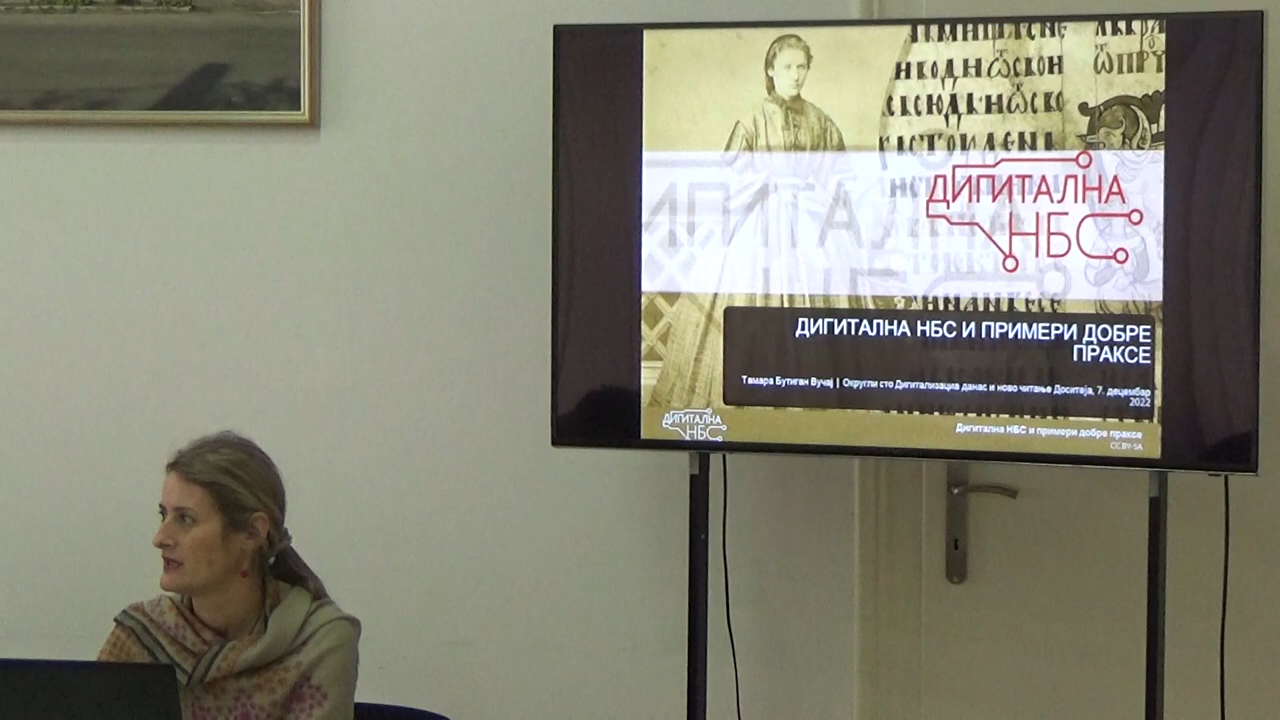 ДИГИТАЛНА
НБС
ДИГИТАЛНА НБС И ПРИМЕРИ ДОБРЕ
ПРАКСЕ
Тамара Бутиган Вучај | Округли сто Дигитализација данас и ново читање Доситеја, 7. децембар
2022
ДИГИТАЛНА
НБС
Дигитална НБС и примери добре праксе
CC BY-SA